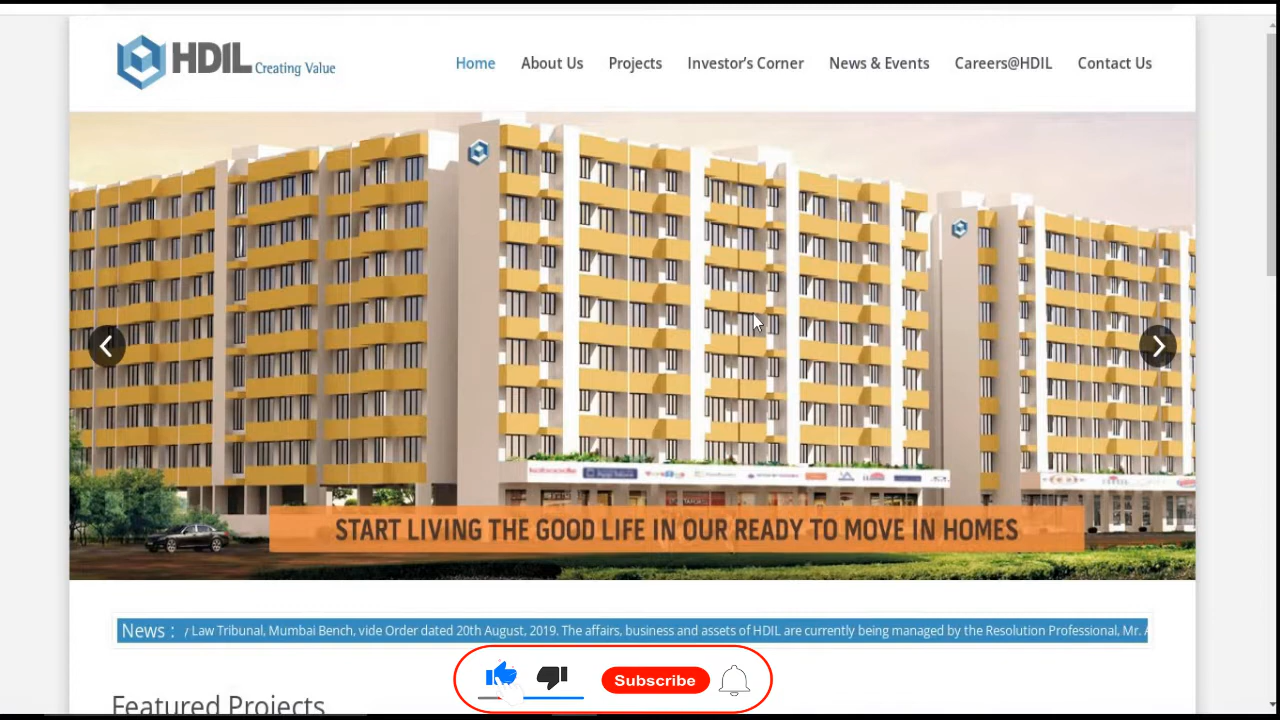 HDIL Creating Value
Home About Us Projects Investor's Corner News & Events Careers@HDIL Contact Us
START LIVING THE GOOD LIFE IN OUR READY TO MOVE IN HOMES
News : Law Tribunal, Mumbai Bench, vide Order dated 20th August, 2019. The affairs, business and assets of HDIL are currently being managed by the Resolution Professional, Mr.
Subscribe
Featured Projects